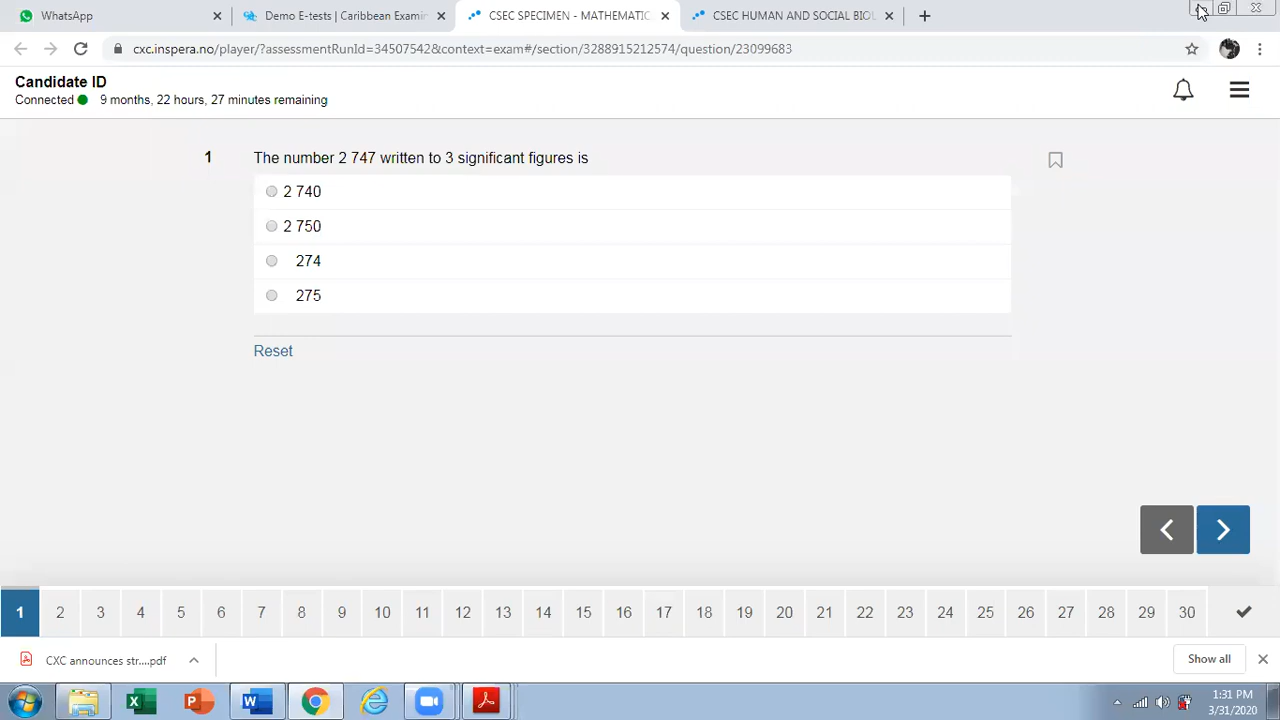 WhatsApp
Demo E-tests | Caribbean Examin
CSEC SPECIMEN - MATHEMATIC
CSEC HUMAN AND SOCIAL BIOL
cxc.inspera.no/player/?assessmentRunId=34507542&context=exam#/section/3288915212574/question/23099683
Candidate ID
Connected 9 months, 22 hours, 27 minutes remaining
1 The number 2 747 written to 3 significant figures is
2 740
2 750
274
275
Reset
1 2 3 4 5 6 7 8 9 10 11 12 13 14 15 16 17 18 19 20 21 22 23 24 25 26 27 28 29 30
CXC announces str....pdf
Show all
1:31 PM
3/31/2020